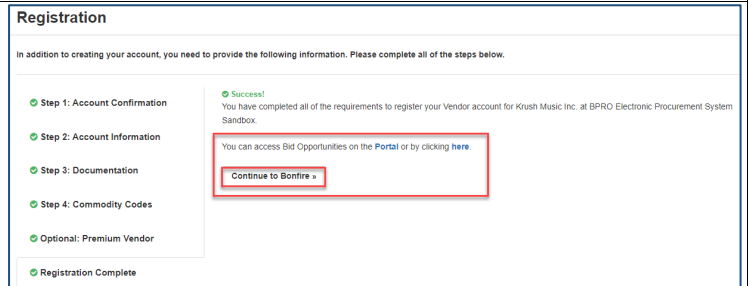 Registration
In addition to creating your account, you need to provide the following information. Please complete all of the steps below.
Step 1: Account Confirmation
Step 2: Account Information
Step 3: Documentation
Step 4: Commodity Codes
Optional: Premium Vendor
Registration Complete
Success!
You have completed all of the requirements to register your Vendor account for Krush Music Inc. at BPRO Electronic Procurement System
Sandbox.
You can access Bid Opportunities on the Portal or by clicking here.
Continue to Bonfire »